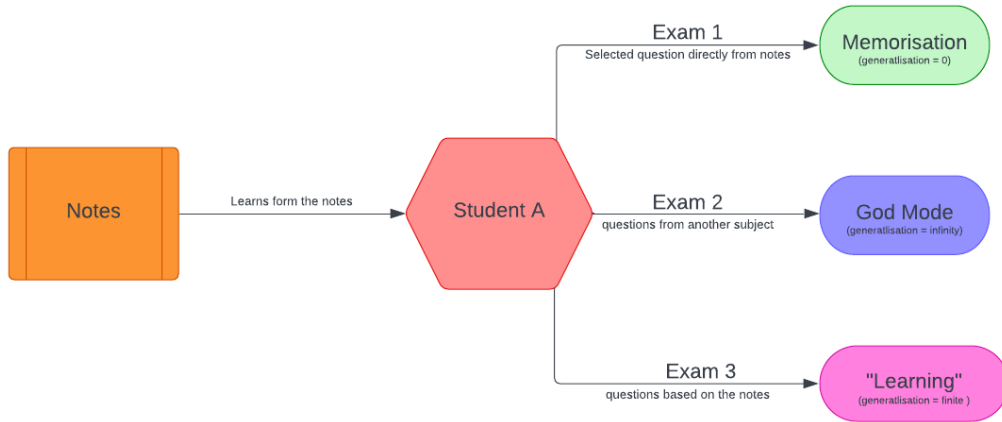 Notes
Learns form the notes
Student A
Exam 1
Selected question directly from notes
Memorisation
(generatlisation = 0)
Exam 2
questions from another subject
God Mode
(generatlisation = infinity)
Exam 3
questions based on the notes
"Learning"
(generatlisation = finite )